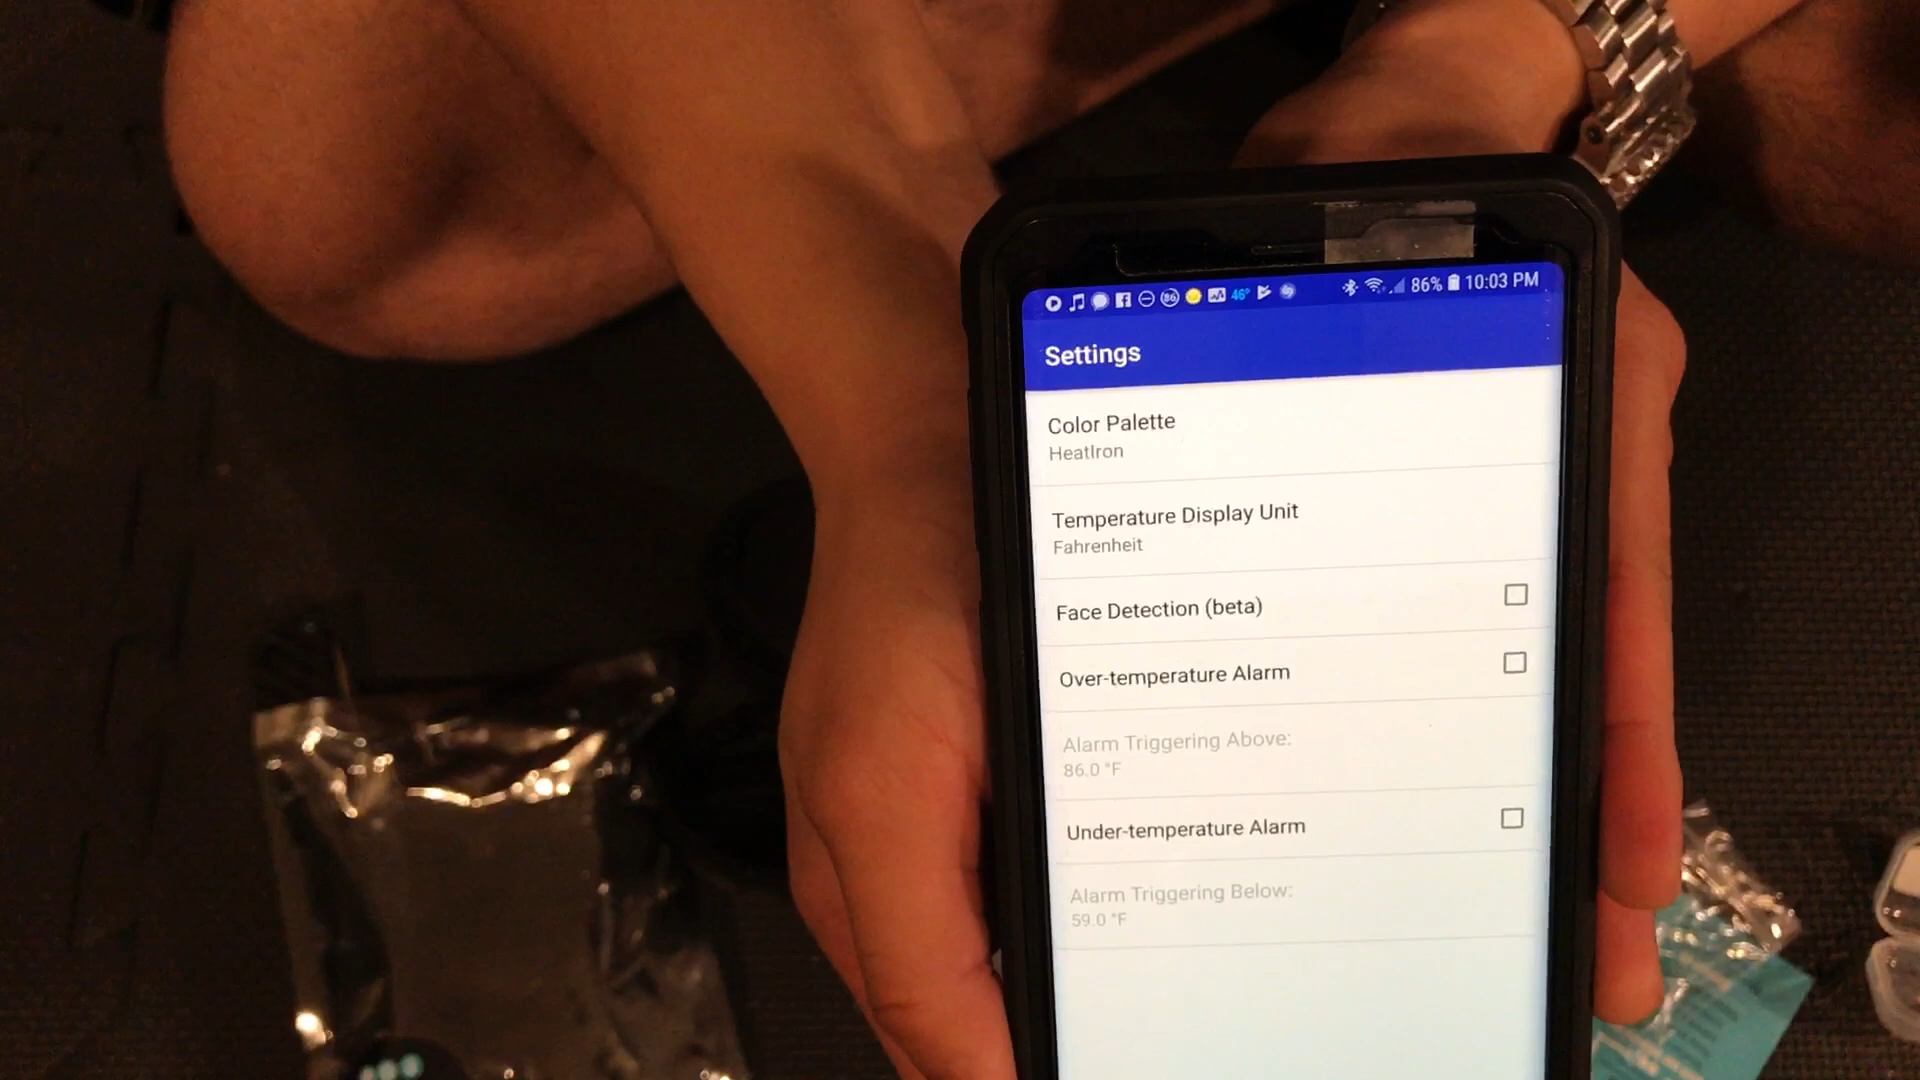 46° 86% 10:03 PM
Settings
Color Palette
HeatIron
Temperature Display Unit
Fahrenheit
Face Detection (beta)
Over-temperature Alarm
Alarm Triggering Above:
86.0 °F
Under-temperature Alarm
Alarm Triggering Below:
59.0 °F